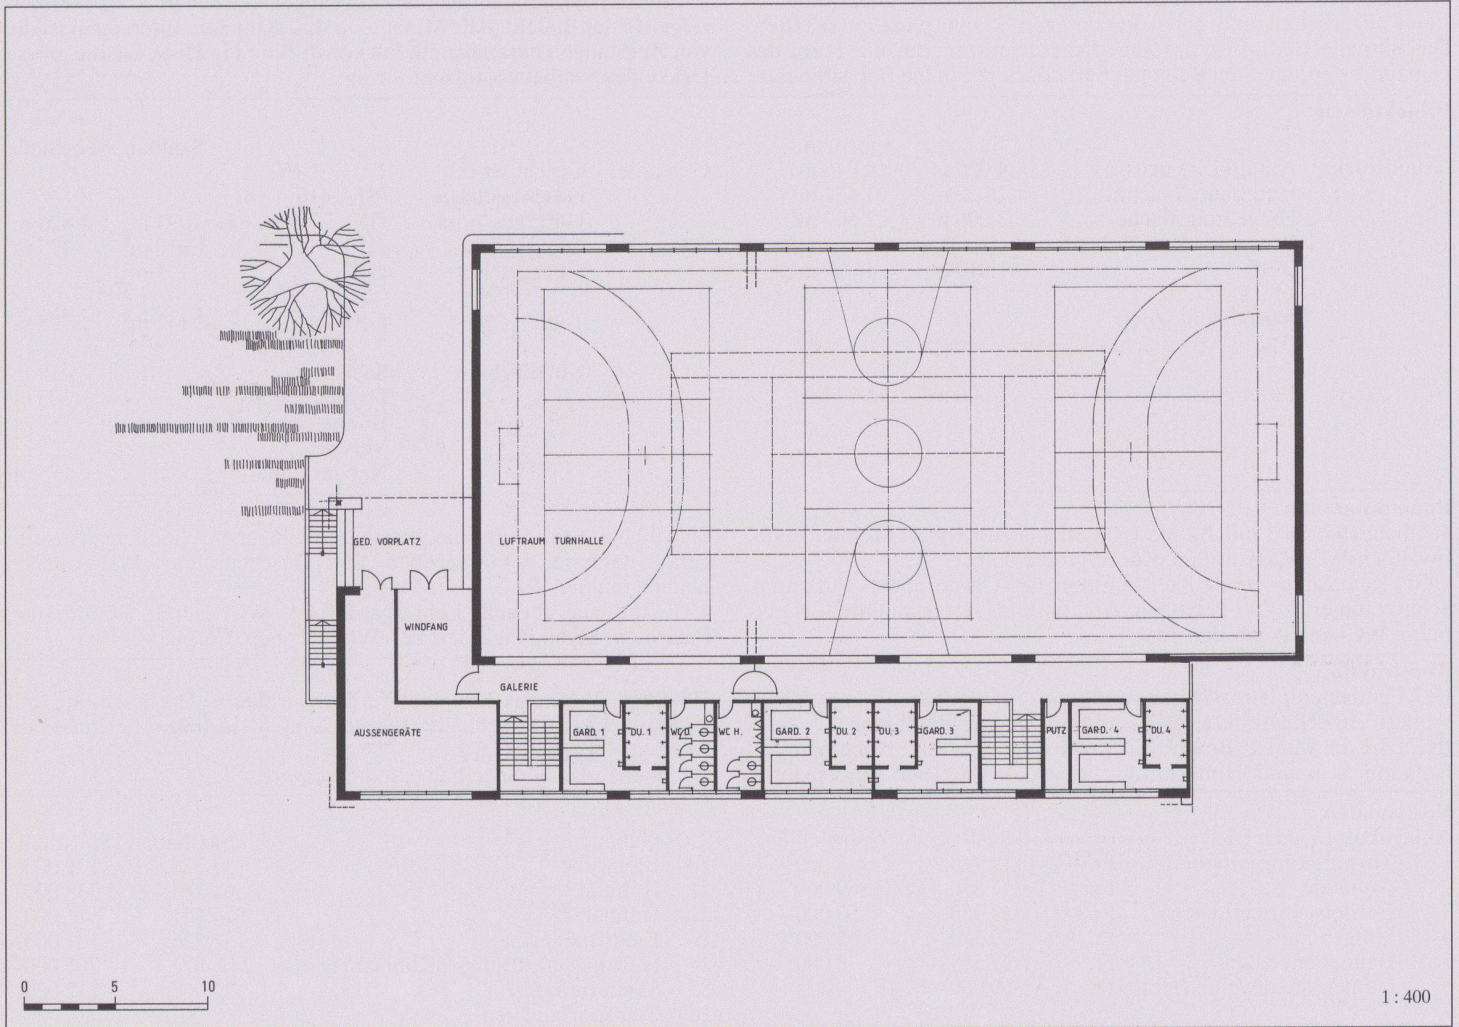 GED. VORPLATZ
LUFTRAUM TURNHALLE
WINDFANG
GALERIE
AUSSENGERÄTE
GARD. 1
DU. 1
WC D.
WC H.
GARD. 2
DU. 2
DU. 3
GARD. 3
PUTZ
GARD. 4
DU. 4
0 5 10
1 : 400